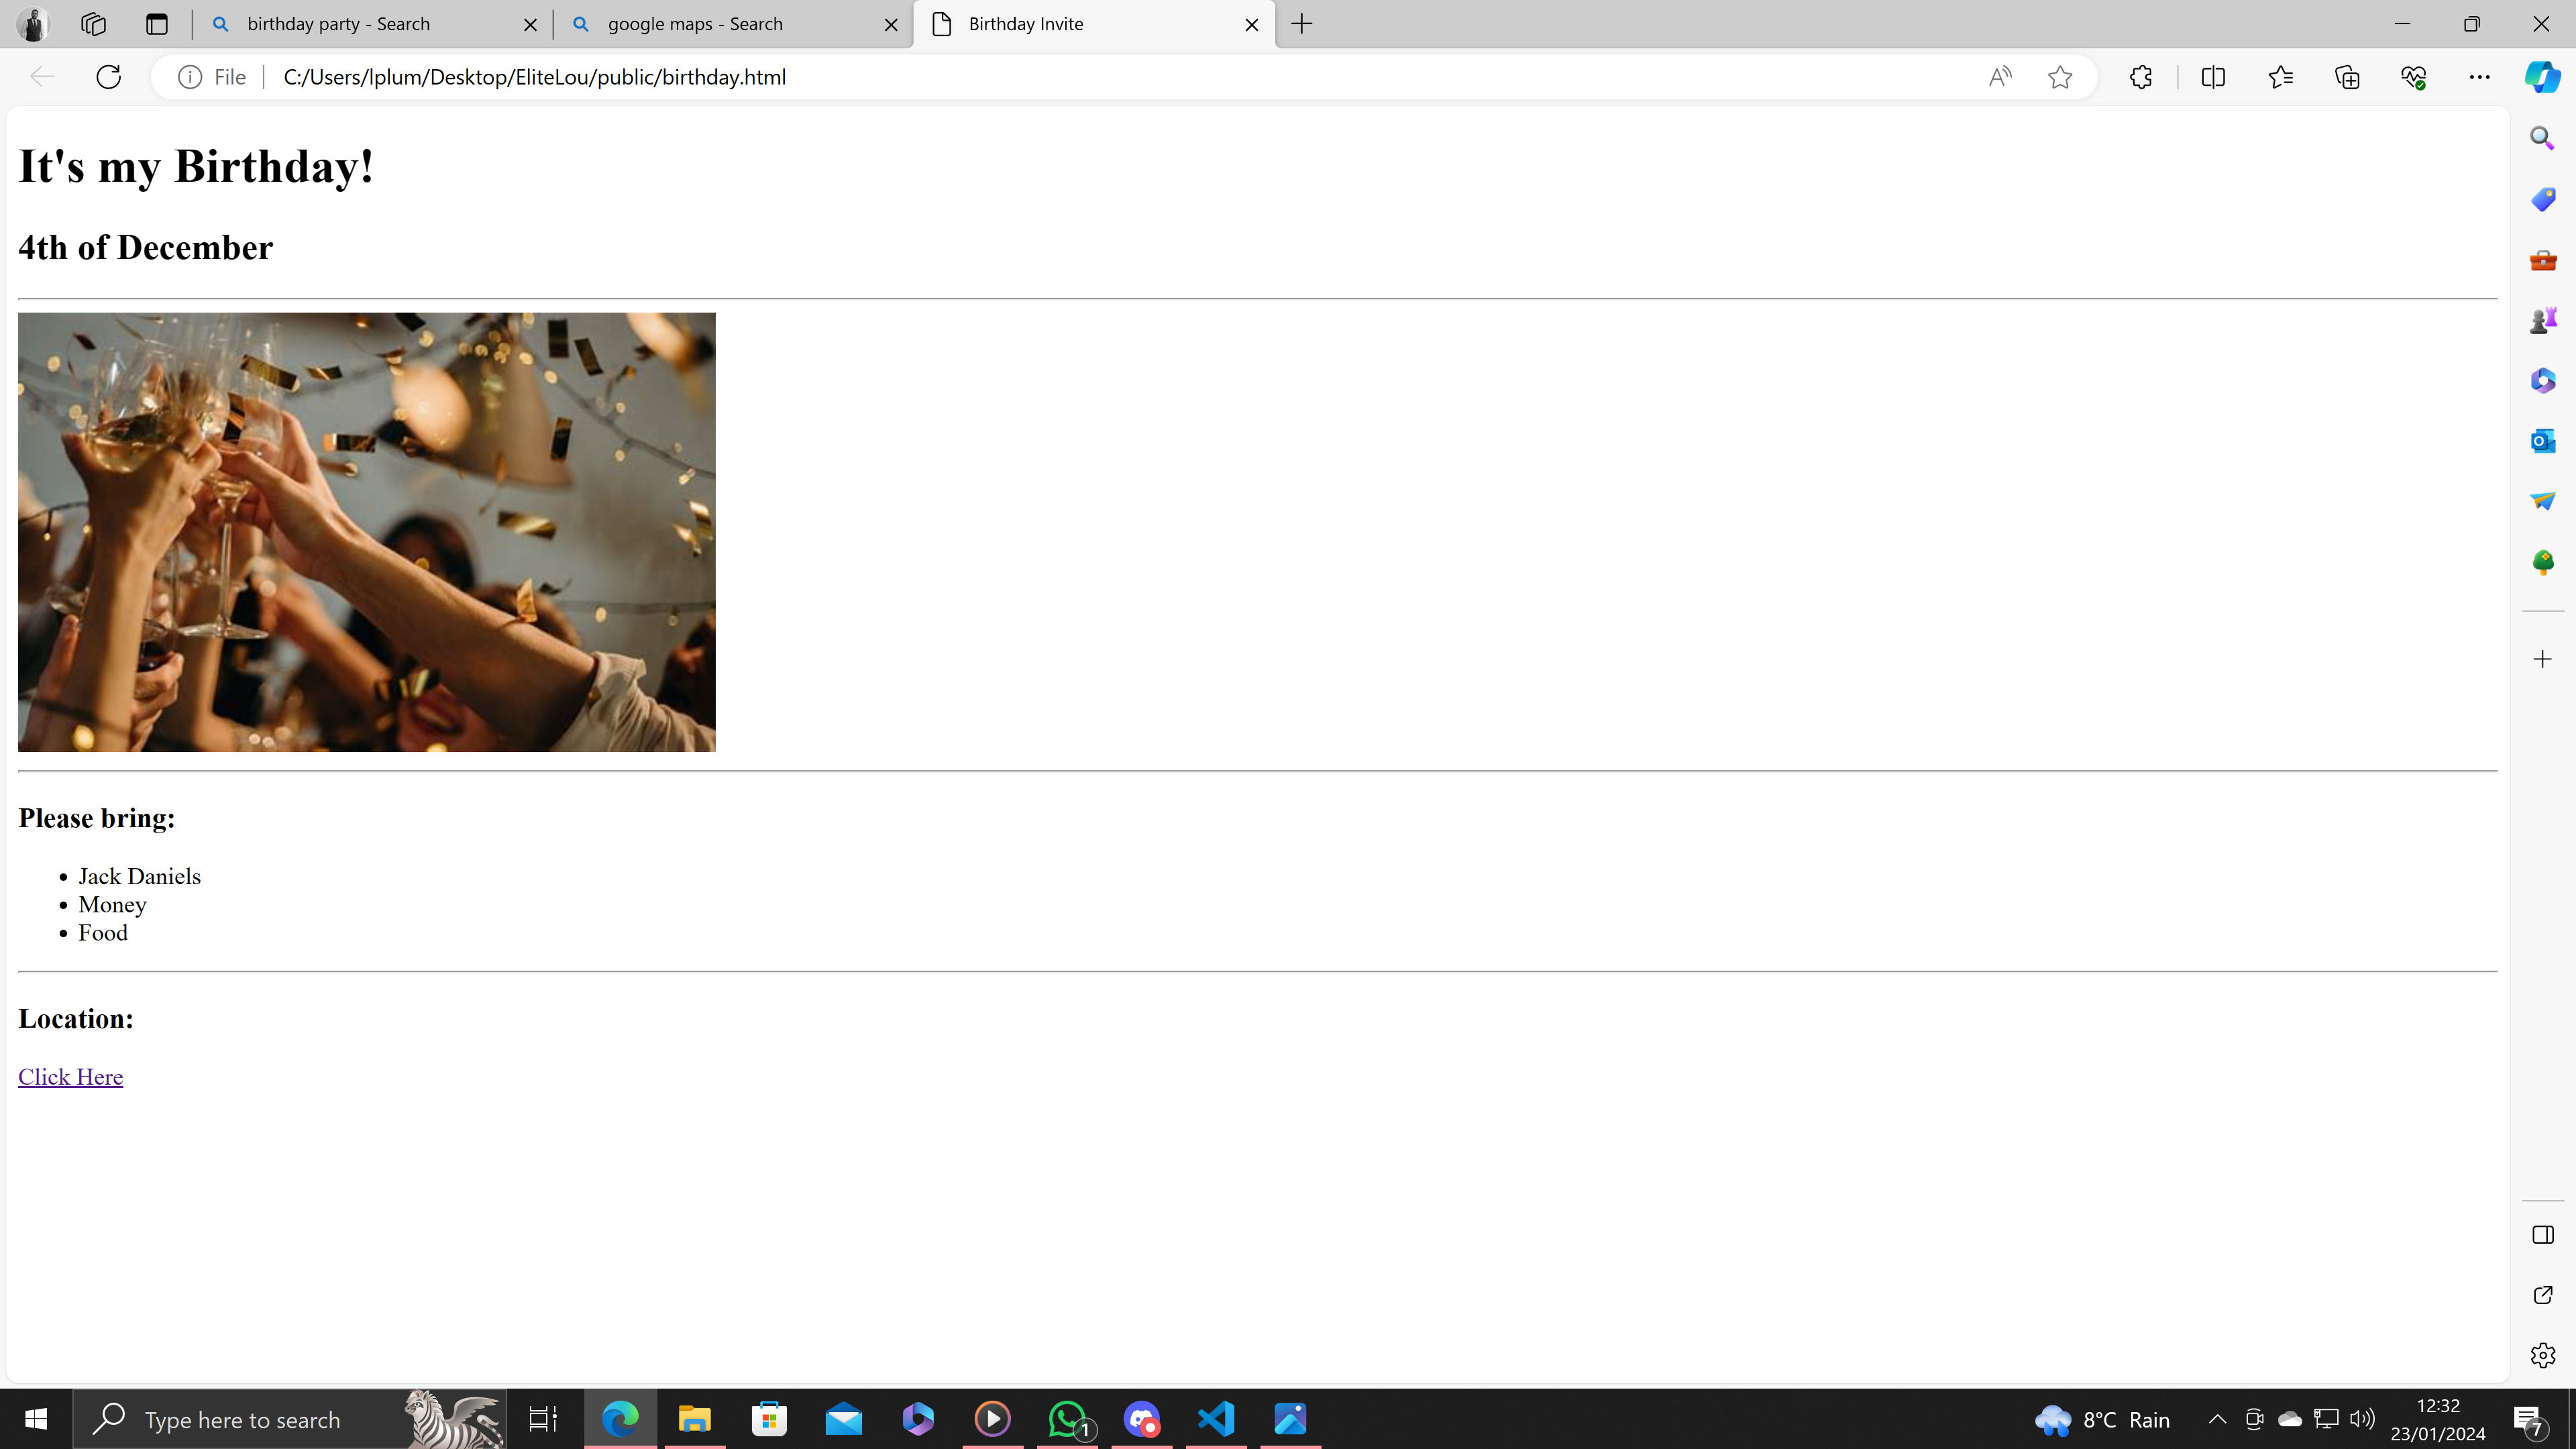 birthday party - Search
google maps - Search
Birthday Invite
File
C:/Users/lplum/Desktop/EliteLou/public/birthday.html
It's my Birthday!
4th of December
Please bring:
• Jack Daniels
• Money
• Food
Location:
Click Here
Type here to search
1
8°C Rain
12:32
23/01/2024
7